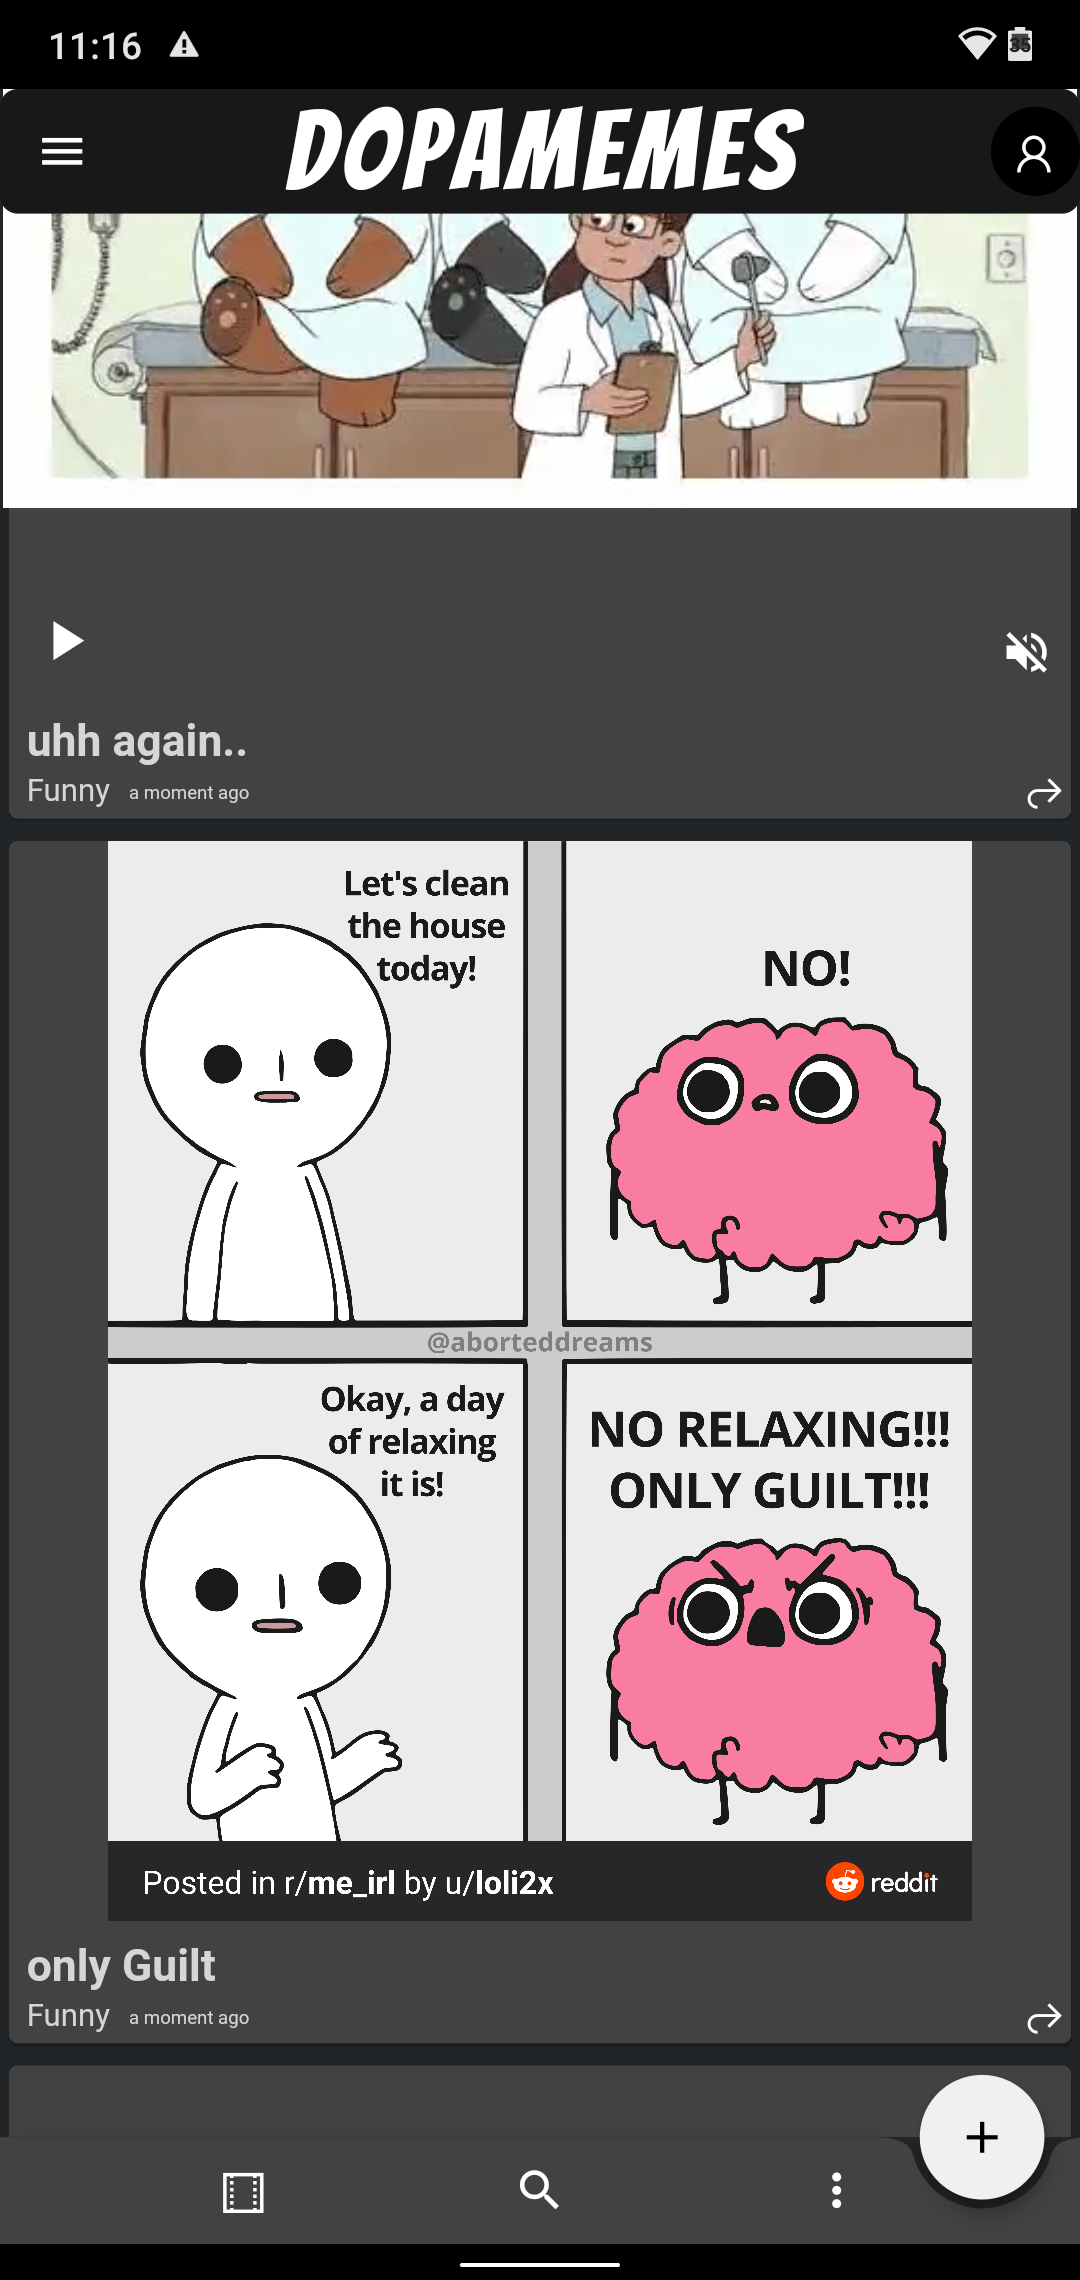 11:16
35
DOPAMEMES
uhh again..
Funny a moment ago
Let's clean
the house
today!
NO!
@aborteddreams
Okay, a day
of relaxing
it is!
NO RELAXING!!!
ONLY GUILT!!!
Posted in r/me_irl by u/loli2x
reddit
only Guilt
Funny a moment ago